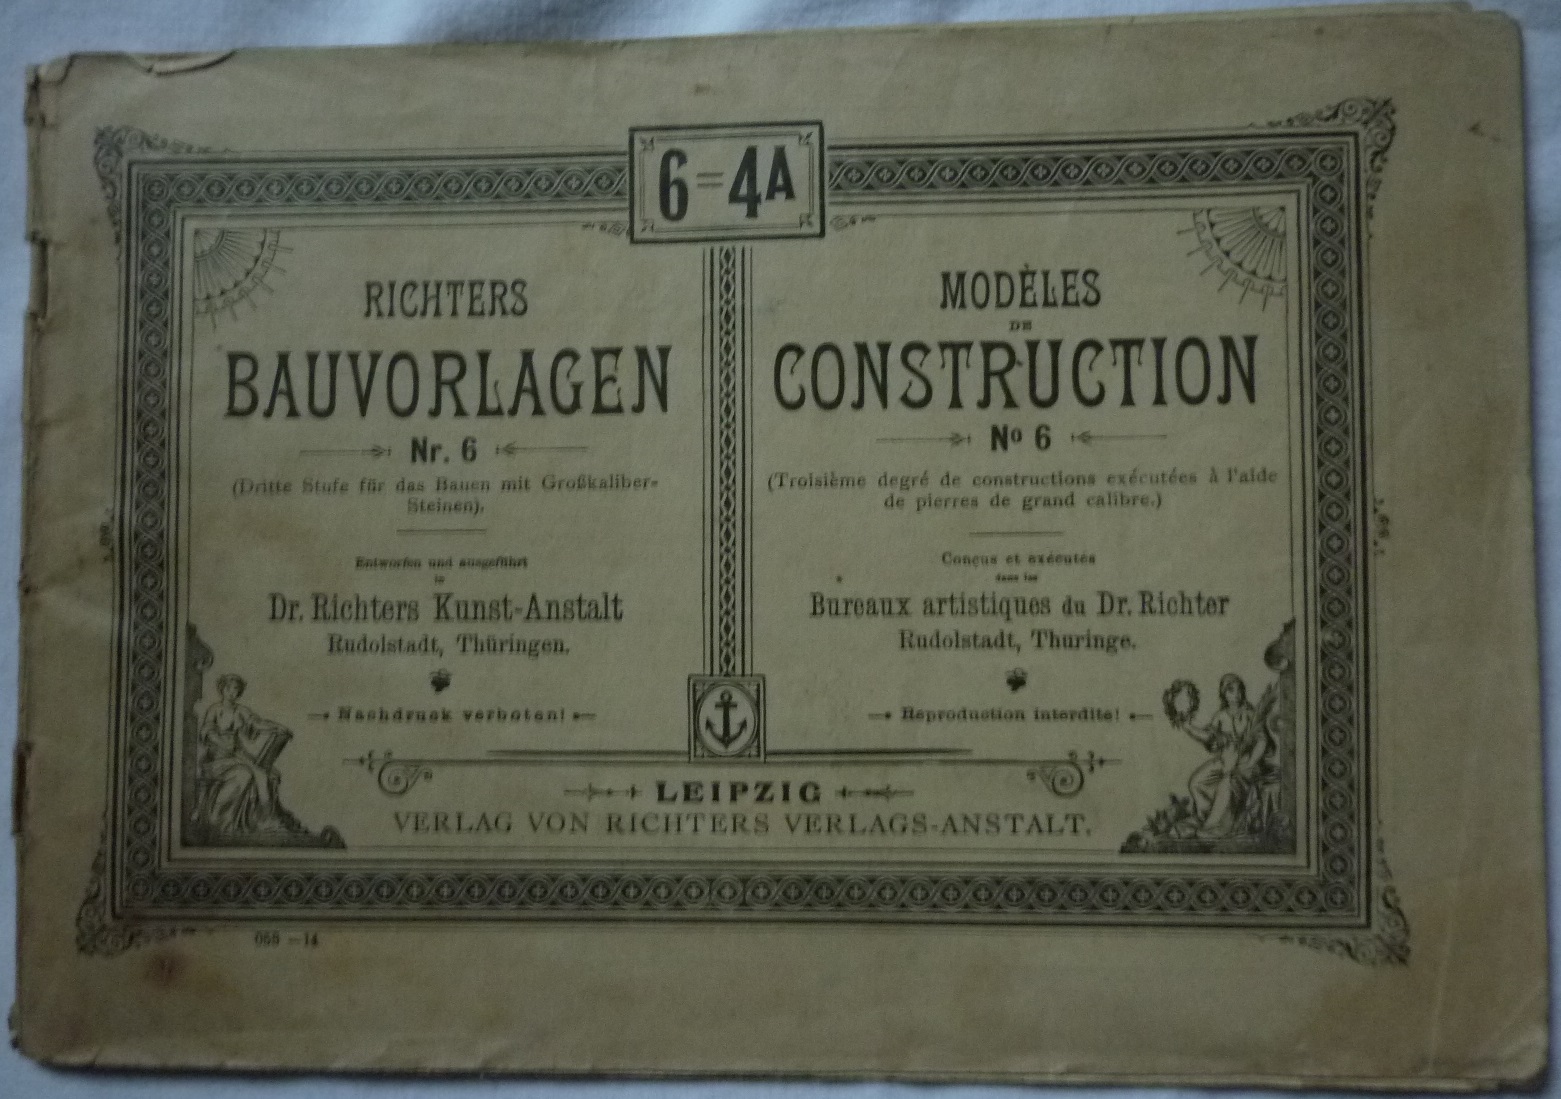 6=4A
RICHTERS
BAUVORLAGEN
Nr. 6
(Dritte Stufe für das Bauen mit Großkaliber-
Steinen).
Entworfen und ausgeführt
in
Dr. Richters Kunst-Anstalt
Rudolstadt, Thüringen.
Nachdruck verboten!
MODÈLES
DE
CONSTRUCTION
No 6
(Troisième degré de constructions exécutées à l'aide
de pierres de grand calibre.)
Conçus et exécutés
dans les
Bureaux artistiques du Dr. Richter
Rudolstadt, Thuringe.
Reproduction interdite!
LEIPZIG
VERLAG VON RICHTERS VERLAGS-ANSTALT.